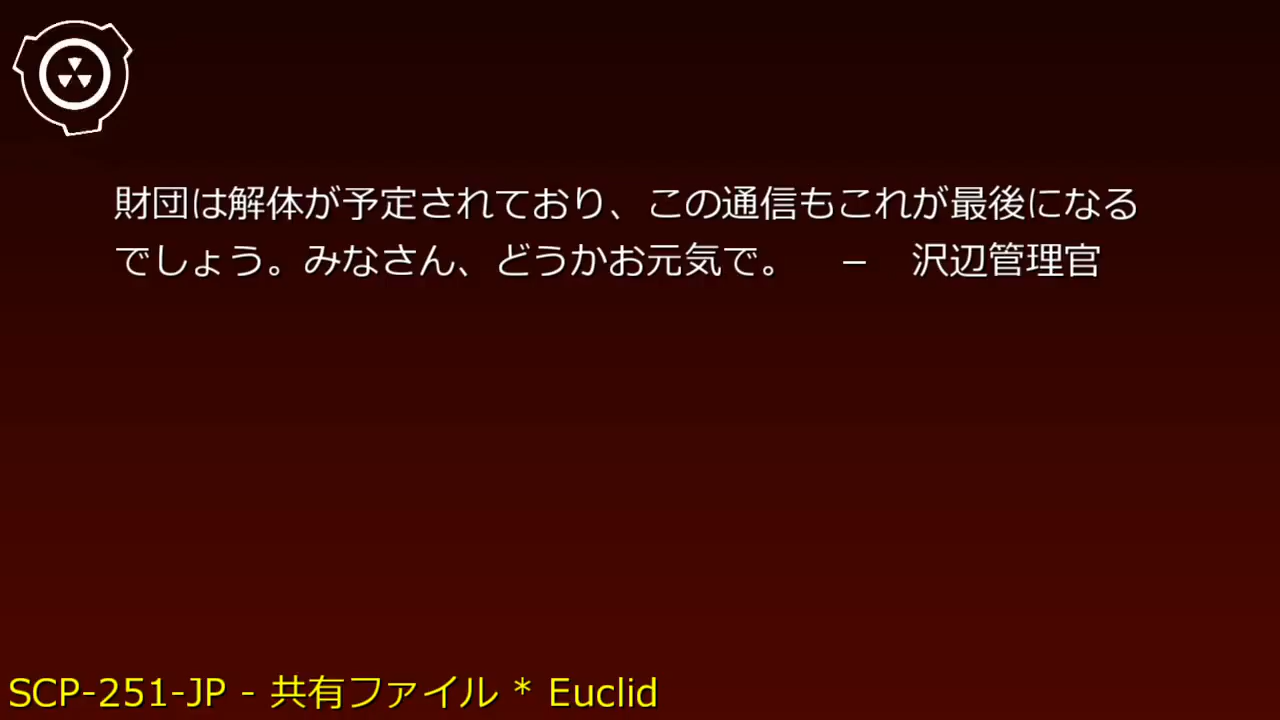 財団は解体が予定されており、この通信もこれが最後になる
でしょう。みなさん、どうかお元気で。　–　沢辺管理官
SCP-251-JP - 共有ファイル * Euclid